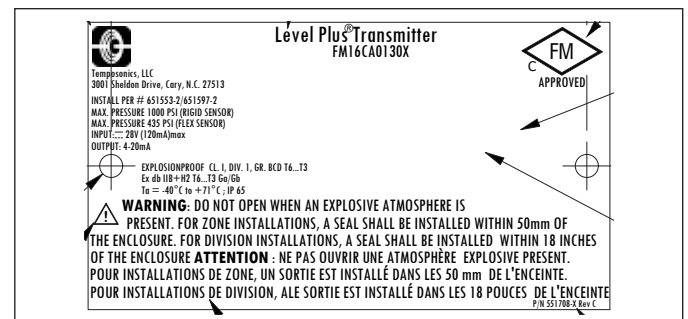 Level Plus® Transmitter
FM16CA0130X
FM
C
APPROVED
Temposonics, LLC
3001 Sheldon Drive, Cary, N.C. 27513
INSTALL PER # 651553-2/651597-2
MAX. PRESSURE 1000 PSI (RIGID SENSOR)
MAX. PRESSURE 435 PSI (FLEX SENSOR)
INPUT: ⎓ 28V (120mA)max
OUTPUT: 4-20mA
EXPLOSIONPROOF CL. I, DIV. 1, GR. BCD T6...T3
Ex db IIB+H2 T6...T3 Ga/Gb
Ta = -40°C to +71°C ; IP 65
WARNING: DO NOT OPEN WHEN AN EXPLOSIVE ATMOSPHERE IS
PRESENT. FOR ZONE INSTALLATIONS, A SEAL SHALL BE INSTALLED WITHIN 50mm OF
THE ENCLOSURE. FOR DIVISION INSTALLATIONS, A SEAL SHALL BE INSTALLED WITHIN 18 INCHES
OF THE ENCLOSURE ATTENTION : NE PAS OUVRIR UNE ATMOSPHÈRE EXPLOSIVE PRESENT.
POUR INSTALLATIONS DE ZONE, UN SORTIE EST INSTALLÉ DANS LES 50 mm DE L'ENCEINTE.
POUR INSTALLATIONS DE DIVISION, ALE SORTIE EST INSTALLÉ DANS LES 18 POUCES DE L'ENCEINTE
P/N 551708-X Rev C